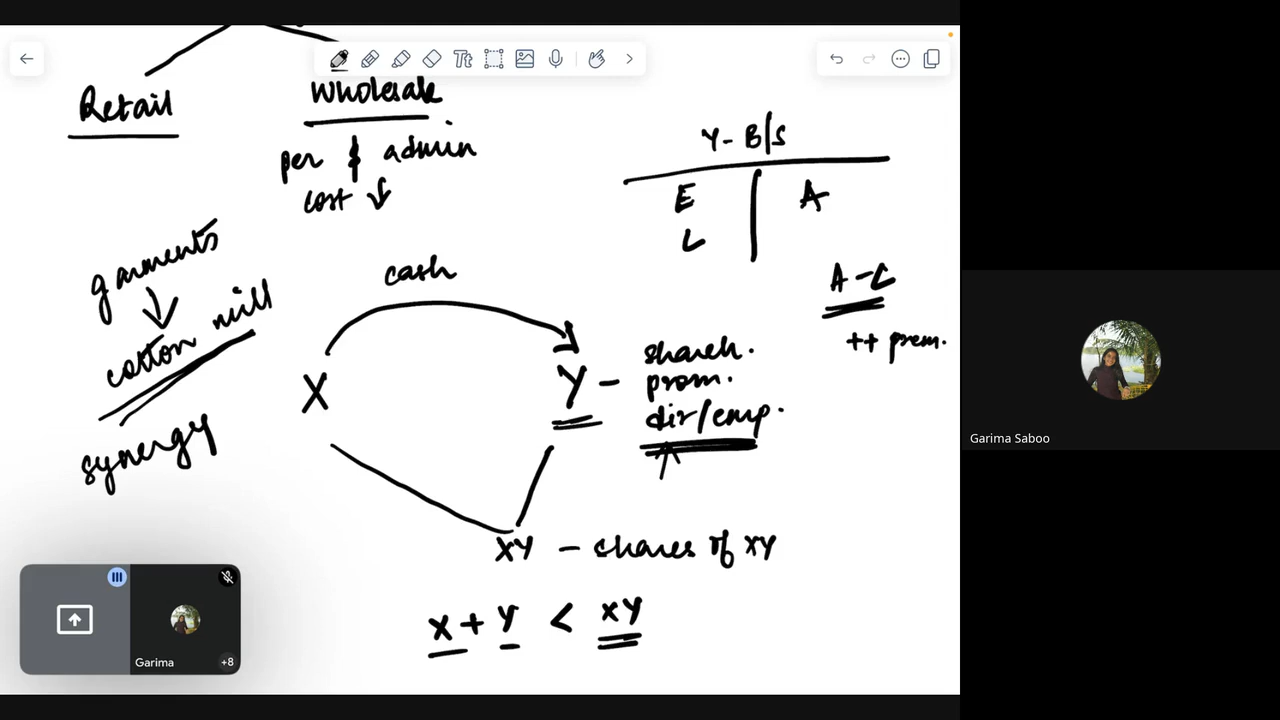 Retail
Wholesale
per $ admin
cost ↓
Y - B/S
E
A
L
A - L
++ prem.
garments
↓
cotton mill
synergy
cash
X
Y -
shareh.
prom.
dir/emp.
XY - shares of XY
X + Y < XY
Tt
Garima
+8
Garima Saboo